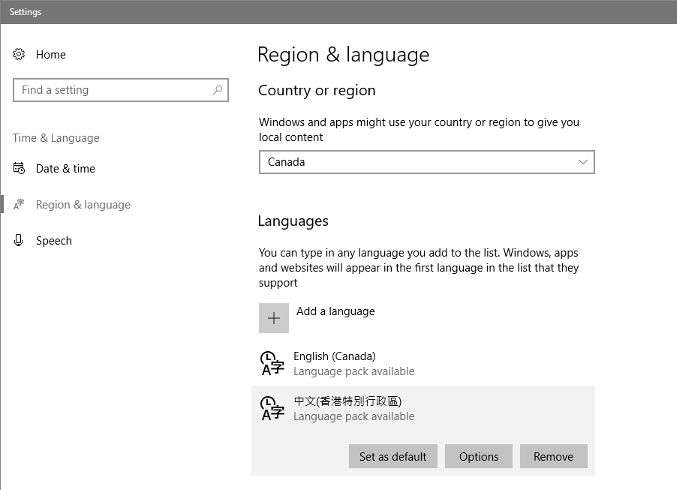 Settings
Home
Find a setting
Time & Language
Date & time
Region & language
Speech
Region & language
Country or region
Windows and apps might use your country or region to give you
local content
Canada
Languages
You can type in any language you add to the list. Windows, apps
and websites will appear in the first language in the list that they
support
Add a language
English (Canada)
Language pack available
中文(香港特別行政區)
Language pack available
Set as default
Options
Remove